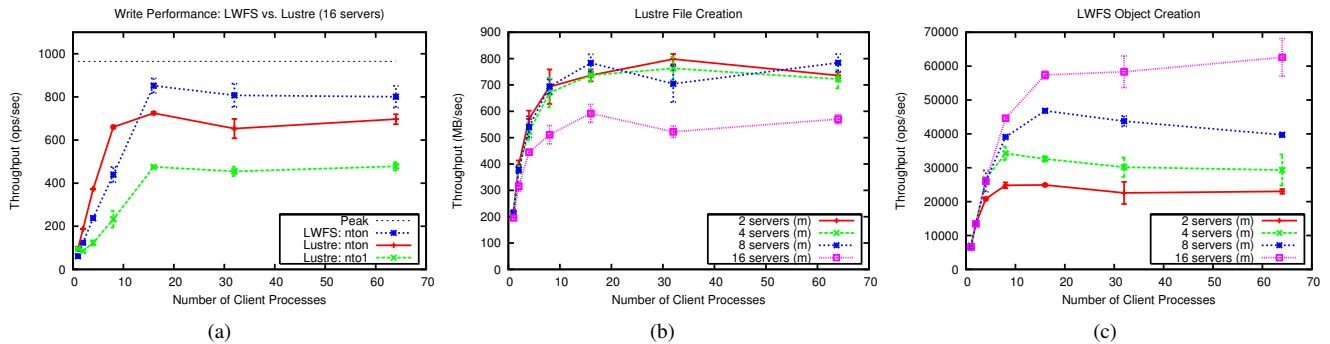 Write Performance: LWFS vs. Lustre (16 servers)
1000
800
600
400
200
0
Throughput (ops/sec)
Peak
LWFS: nton
Lustre: nton
Lustre: nto1
0 10 20 30 40 50 60 70
Number of Client Processes
(a)
Lustre File Creation
900
800
700
600
500
400
300
200
100
0
Throughput (MB/sec)
2 servers (m)
4 servers (m)
8 servers (m)
16 servers (m)
0 10 20 30 40 50 60 70
Number of Client Processes
(b)
LWFS Object Creation
70000
60000
50000
40000
30000
20000
10000
0
Throughput (ops/sec)
2 servers (m)
4 servers (m)
8 servers (m)
16 servers (m)
0 10 20 30 40 50 60 70
Number of Client Processes
(c)